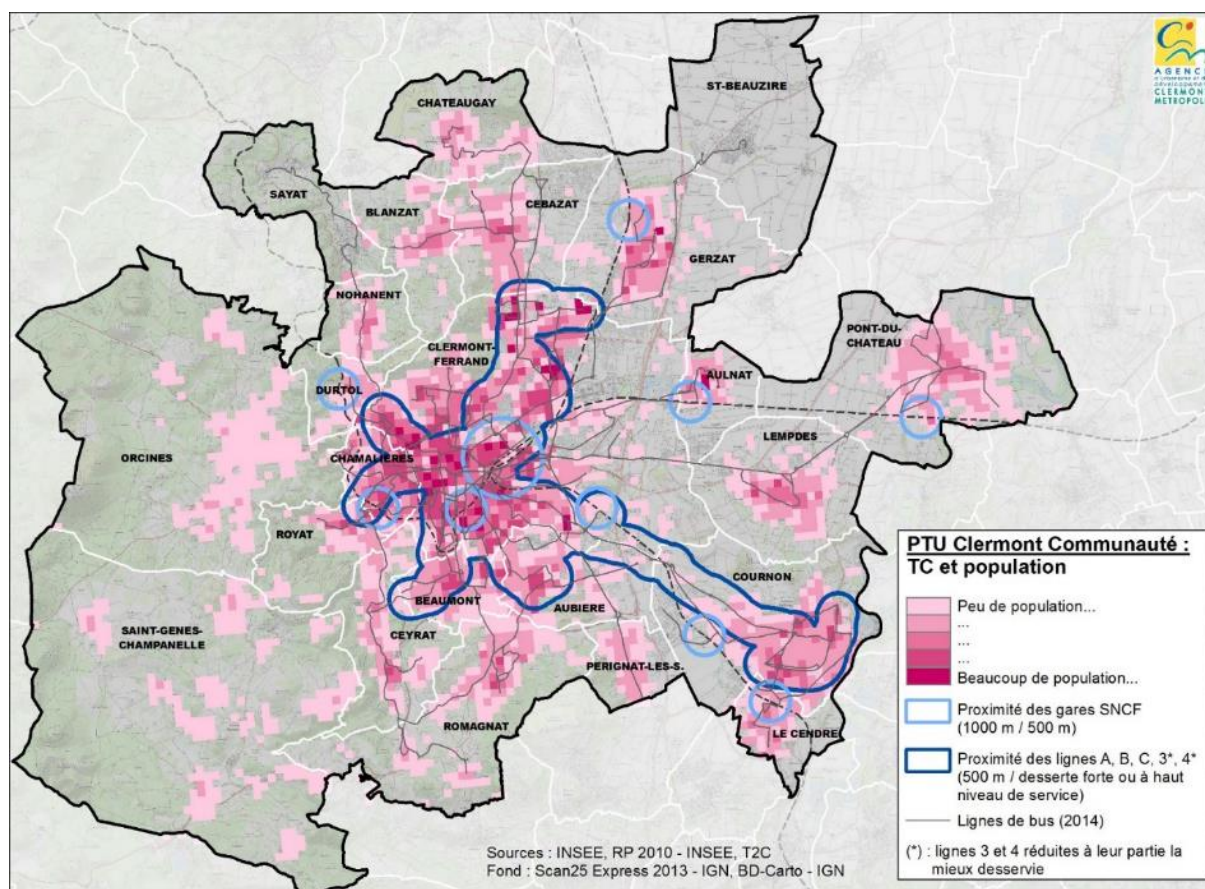 AGENCE
d'Urbanisme et de
développement
CLERMONT
METROPOLE
ST-BEAUZIRE
CHATEAUGAY
SAYAT
BLANZAT
CEBAZAT
GERZAT
NOHANENT
PONT-DU-
CHATEAU
CLERMONT-
FERRAND
AULNAT
DURTOL
LEMPDES
ORCINES
CHAMALIERES
ROYAT
COURNON
BEAUMONT
AUBIERE
SAINT-GENES-
CHAMPANELLE
CEYRAT
PERIGNAT-LES-S.
ROMAGNAT
LE CENDRE
PTU Clermont Communauté :
TC et population
Peu de population...
...
...
...
Beaucoup de population...
Proximité des gares SNCF
(1000 m / 500 m)
Proximité des lignes A, B, C, 3*, 4*
(500 m / desserte forte ou à haut
niveau de service)
Lignes de bus (2014)
(*) : lignes 3 et 4 réduites à leur partie la
mieux desservie
Sources : INSEE, RP 2010 - INSEE, T2C
Fond : Scan25 Express 2013 - IGN, BD-Carto - IGN